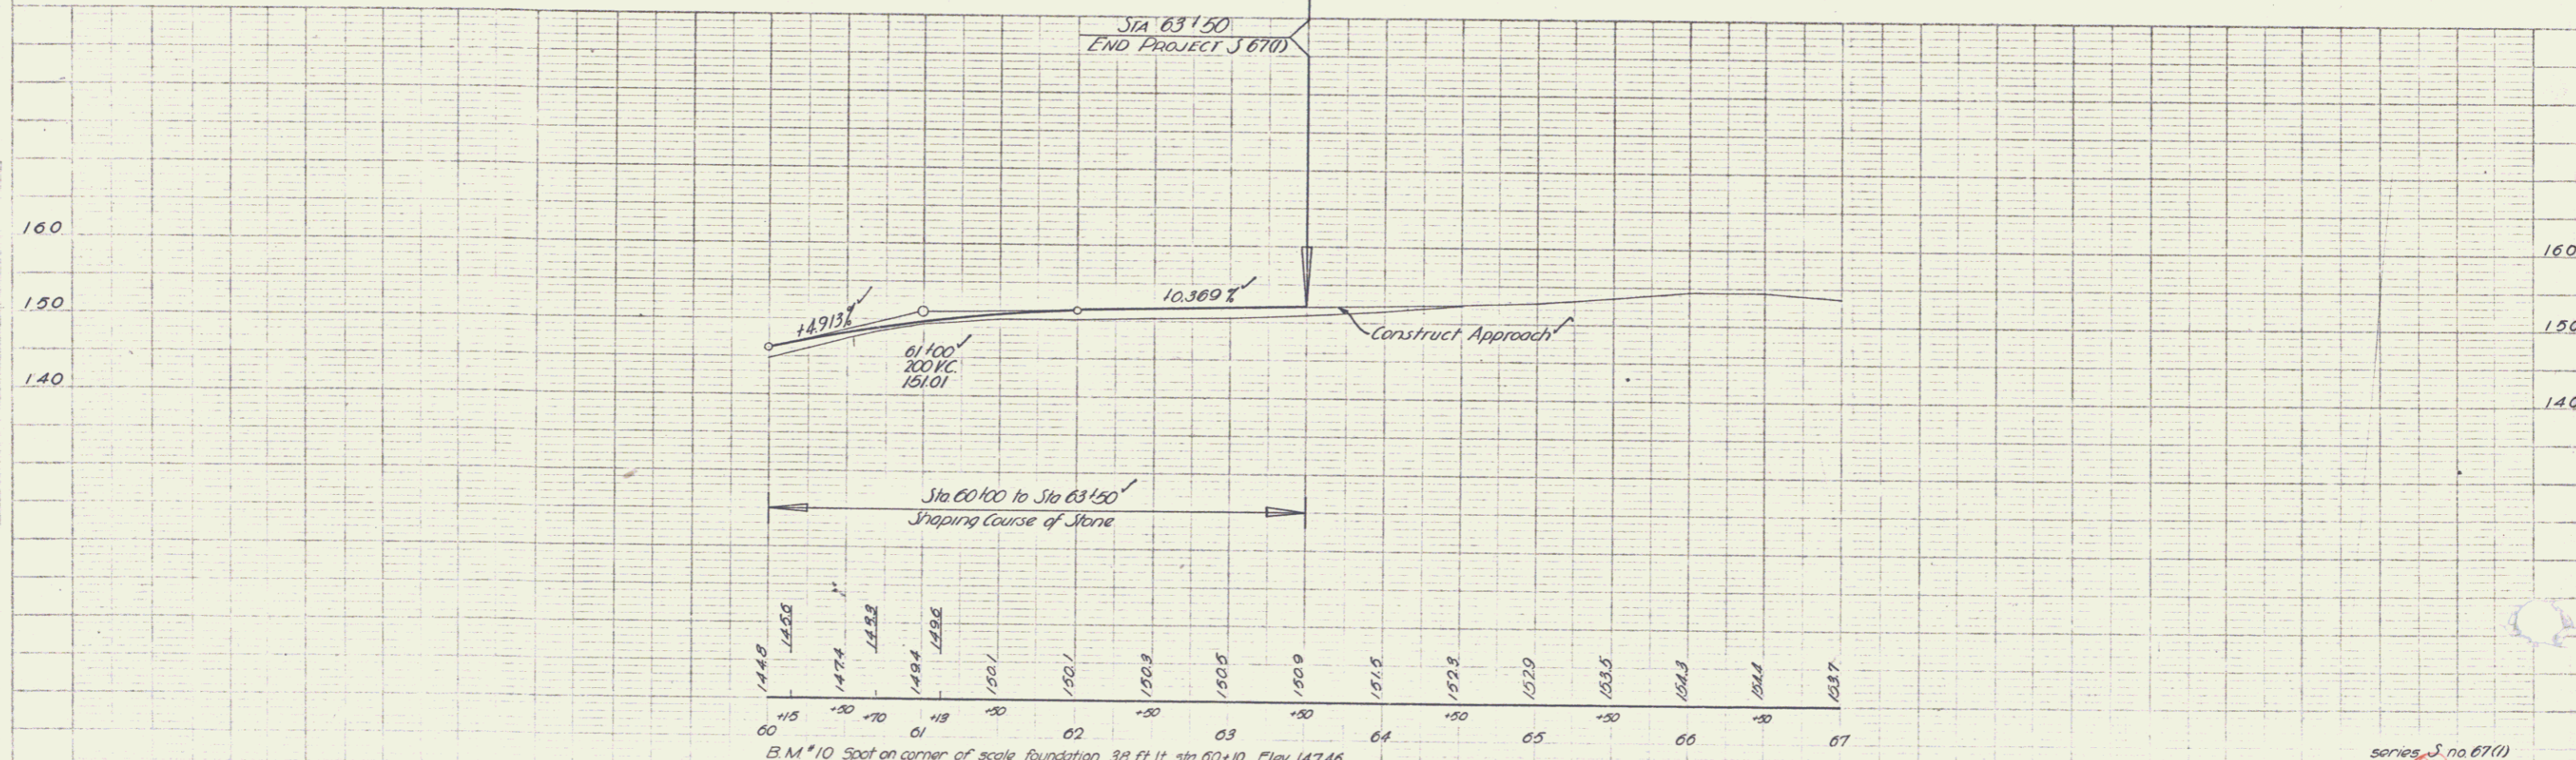 STA 63+50
END PROJECT S 67(1)
160
160
150
150
140
140
+4.913%
+0.369%
Construct Approach
61+00
200 V.C.
151.01
Sta 60+00 to Sta 63+50
Shaping Course of Stone
144.8 145.6 147.4 149.4 149.6 150.1 150.1 150.3 150.5 150.9 151.5 152.3 152.9 153.5 154.3 154.4 153.7
+15 +50 +70 +50 +50 +50 +50 +50 +50 +50
60 61 62 63 64 65 66 67
B.M. #10 Spot on corner of scale foundation 38 ft lt. sta 60+10 Elev 147.46
series S no. 67(1)